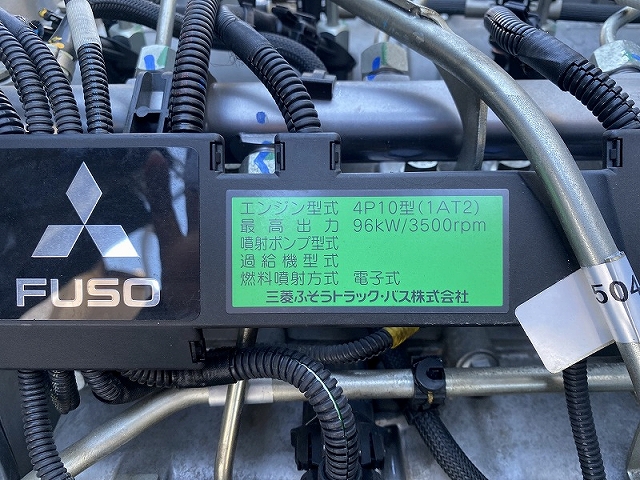 FUSO
エンジン型式 4P10型(1AT2)
最高出力 96kW/3500rpm
噴射ポンプ型式
過給機型式
燃料噴射方式 電子式
三菱ふそうトラック・バス株式会社
504